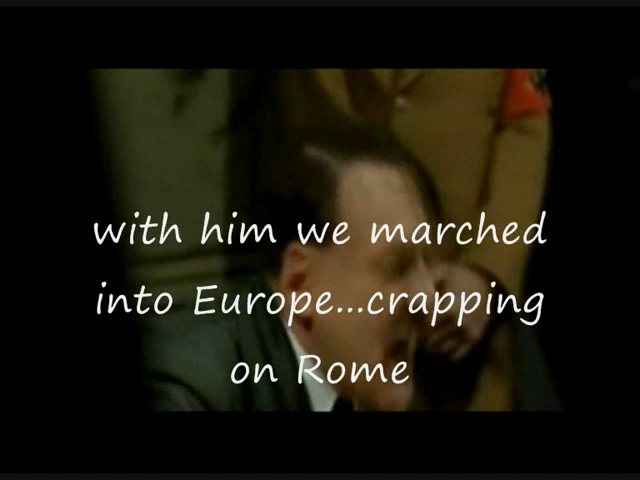 with him we marched
into Europe...crapping
on Rome